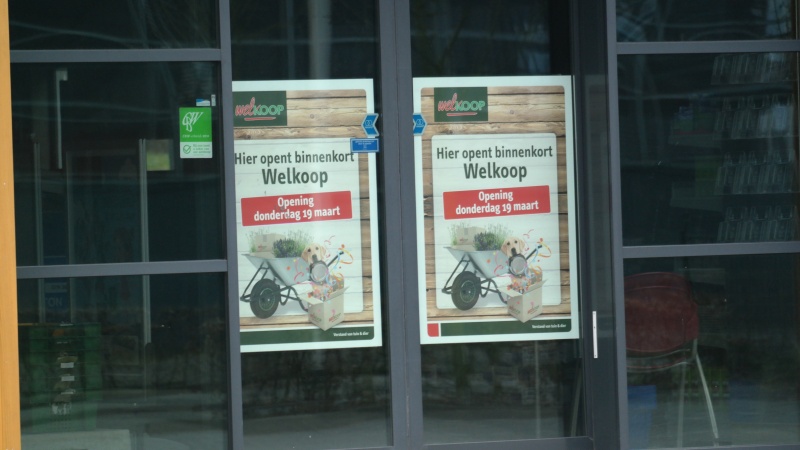 welkoop
Hier opent binnenkort
Welkoop
Opening
donderdag 19 maart
welkoop
Hier opent binnenkort
Welkoop
Opening
donderdag 19 maart